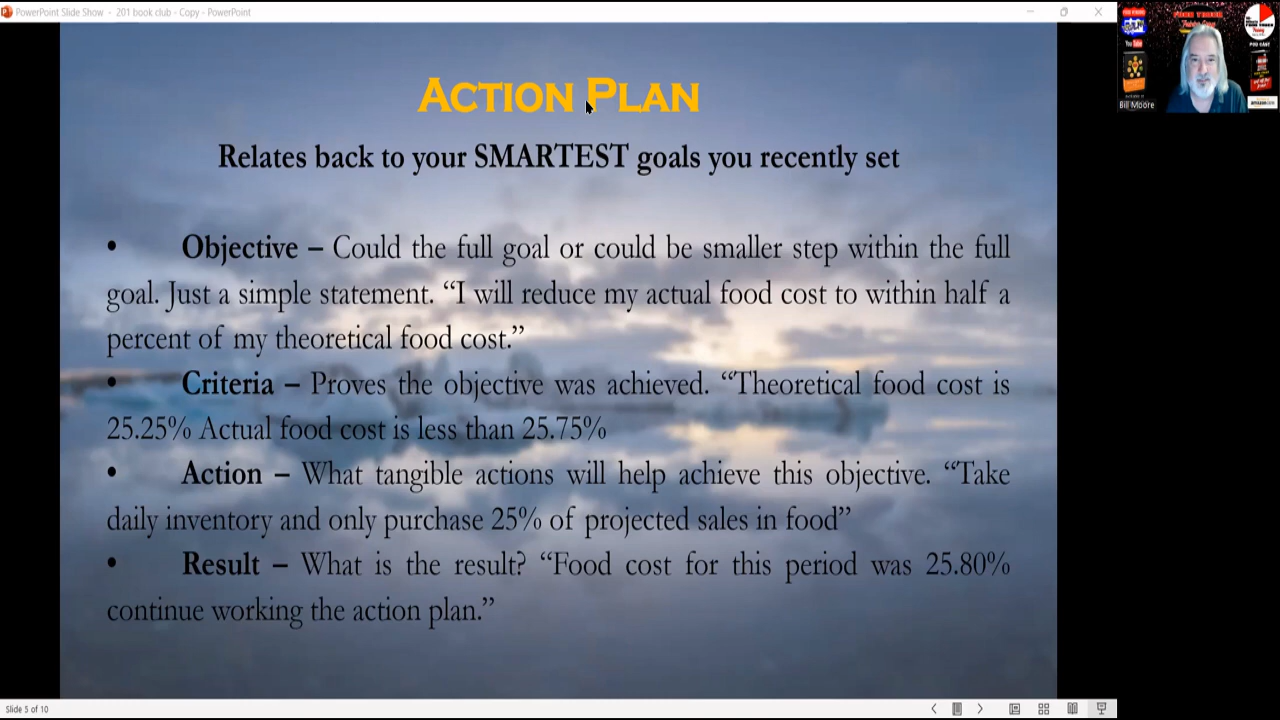 PowerPoint Slide Show - 201 book club - Copy - PowerPoint
ACTION PLAN
Relates back to your SMARTEST goals you recently set
• Objective – Could the full goal or could be smaller step within the full
goal. Just a simple statement. “I will reduce my actual food cost to within half a
percent of my theoretical food cost.”
• Criteria – Proves the objective was achieved. “Theoretical food cost is
25.25% Actual food cost is less than 25.75%
• Action – What tangible actions will help achieve this objective. “Take
daily inventory and only purchase 25% of projected sales in food”
• Result – What is the result? “Food cost for this period was 25.80%
continue working the action plan.”
Slide 5 of 10
YouTube
POD CAST
Bill Moore